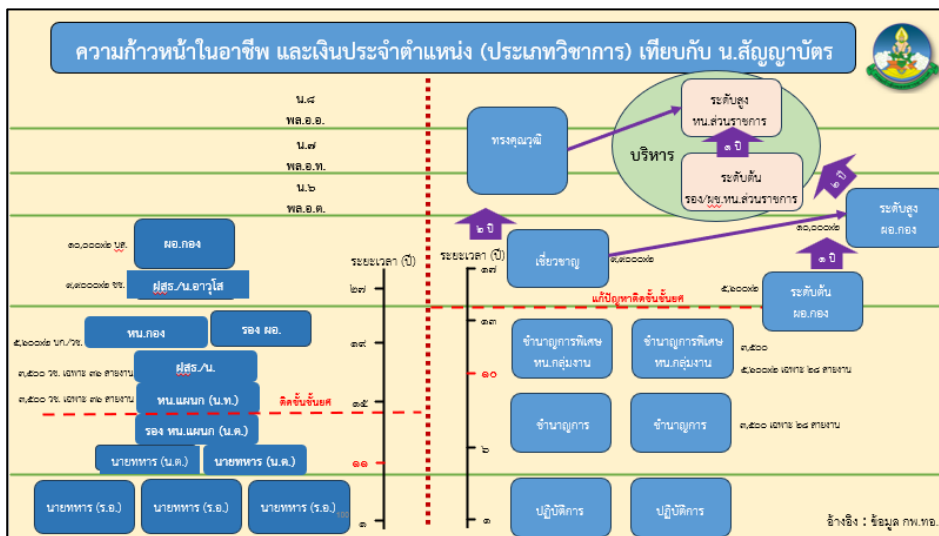 ความก้าวหน้าในอาชีพ และเงินประจำตำแหน่ง (ประเภทวิชาการ) เทียบกับ น.สัญญาบัตร
น.๘
พล.อ.อ.
น.๗
พล.อ.ท.
น.๖
พล.อ.ต.
๑๐,๐๐๐x๒ บส.
ผอ.กอง
๙,๙๐๐x๒ ชช.
ฝสธ./น.อาวุโส
หน.กอง
รอง ผอ.
๕,๖๐๐x๒ บก/วช.
ฝสธ./น.
๓,๕๐๐ วช. เฉพาะ ๓๒ สายงาน
หน.แผนก (น.ท.)
๓,๕๐๐ วช. เฉพาะ ๓๒ สายงาน
ติดชั้นชั้นยศ
รอง หน.แผนก (น.ต.)
นายทหาร (น.ต.)
นายทหาร (น.ต.)
นายทหาร (ร.อ.)
นายทหาร (ร.อ.)
นายทหาร (ร.อ.)
ระยะเวลา (ปี)
๒๗
๑๙
๑๕
๑๑
๑
ระยะเวลา (ปี)
๑๗
๑๓
๑๐
๖
๑
๒ ปี
ทรงคุณวุฒิ
บริหาร
ระดับสูง
หน.ส่วนราชการ
๑ ปี
ระดับต้น
รอง/ผช.หน.ส่วนราชการ
๒ ปี
ระดับสูง
ผอ.กอง
๑๐,๐๐๐x๒
เชี่ยวชาญ
๙,๙๐๐x๒
๑ ปี
๕,๖๐๐x๒
ระดับต้น
ผอ.กอง
แก้ปัญหาติดชั้นชั้นยศ
ชำนาญการพิเศษ
หน.กลุ่มงาน
ชำนาญการพิเศษ
หน.กลุ่มงาน
๓,๕๐๐
๕,๖๐๐x๒ เฉพาะ ๒๘ สายงาน
ชำนาญการ
ชำนาญการ
๓,๕๐๐ เฉพาะ ๒๘ สายงาน
ปฏิบัติการ
ปฏิบัติการ
อ้างอิง : ข้อมูล กพ.ทอ.